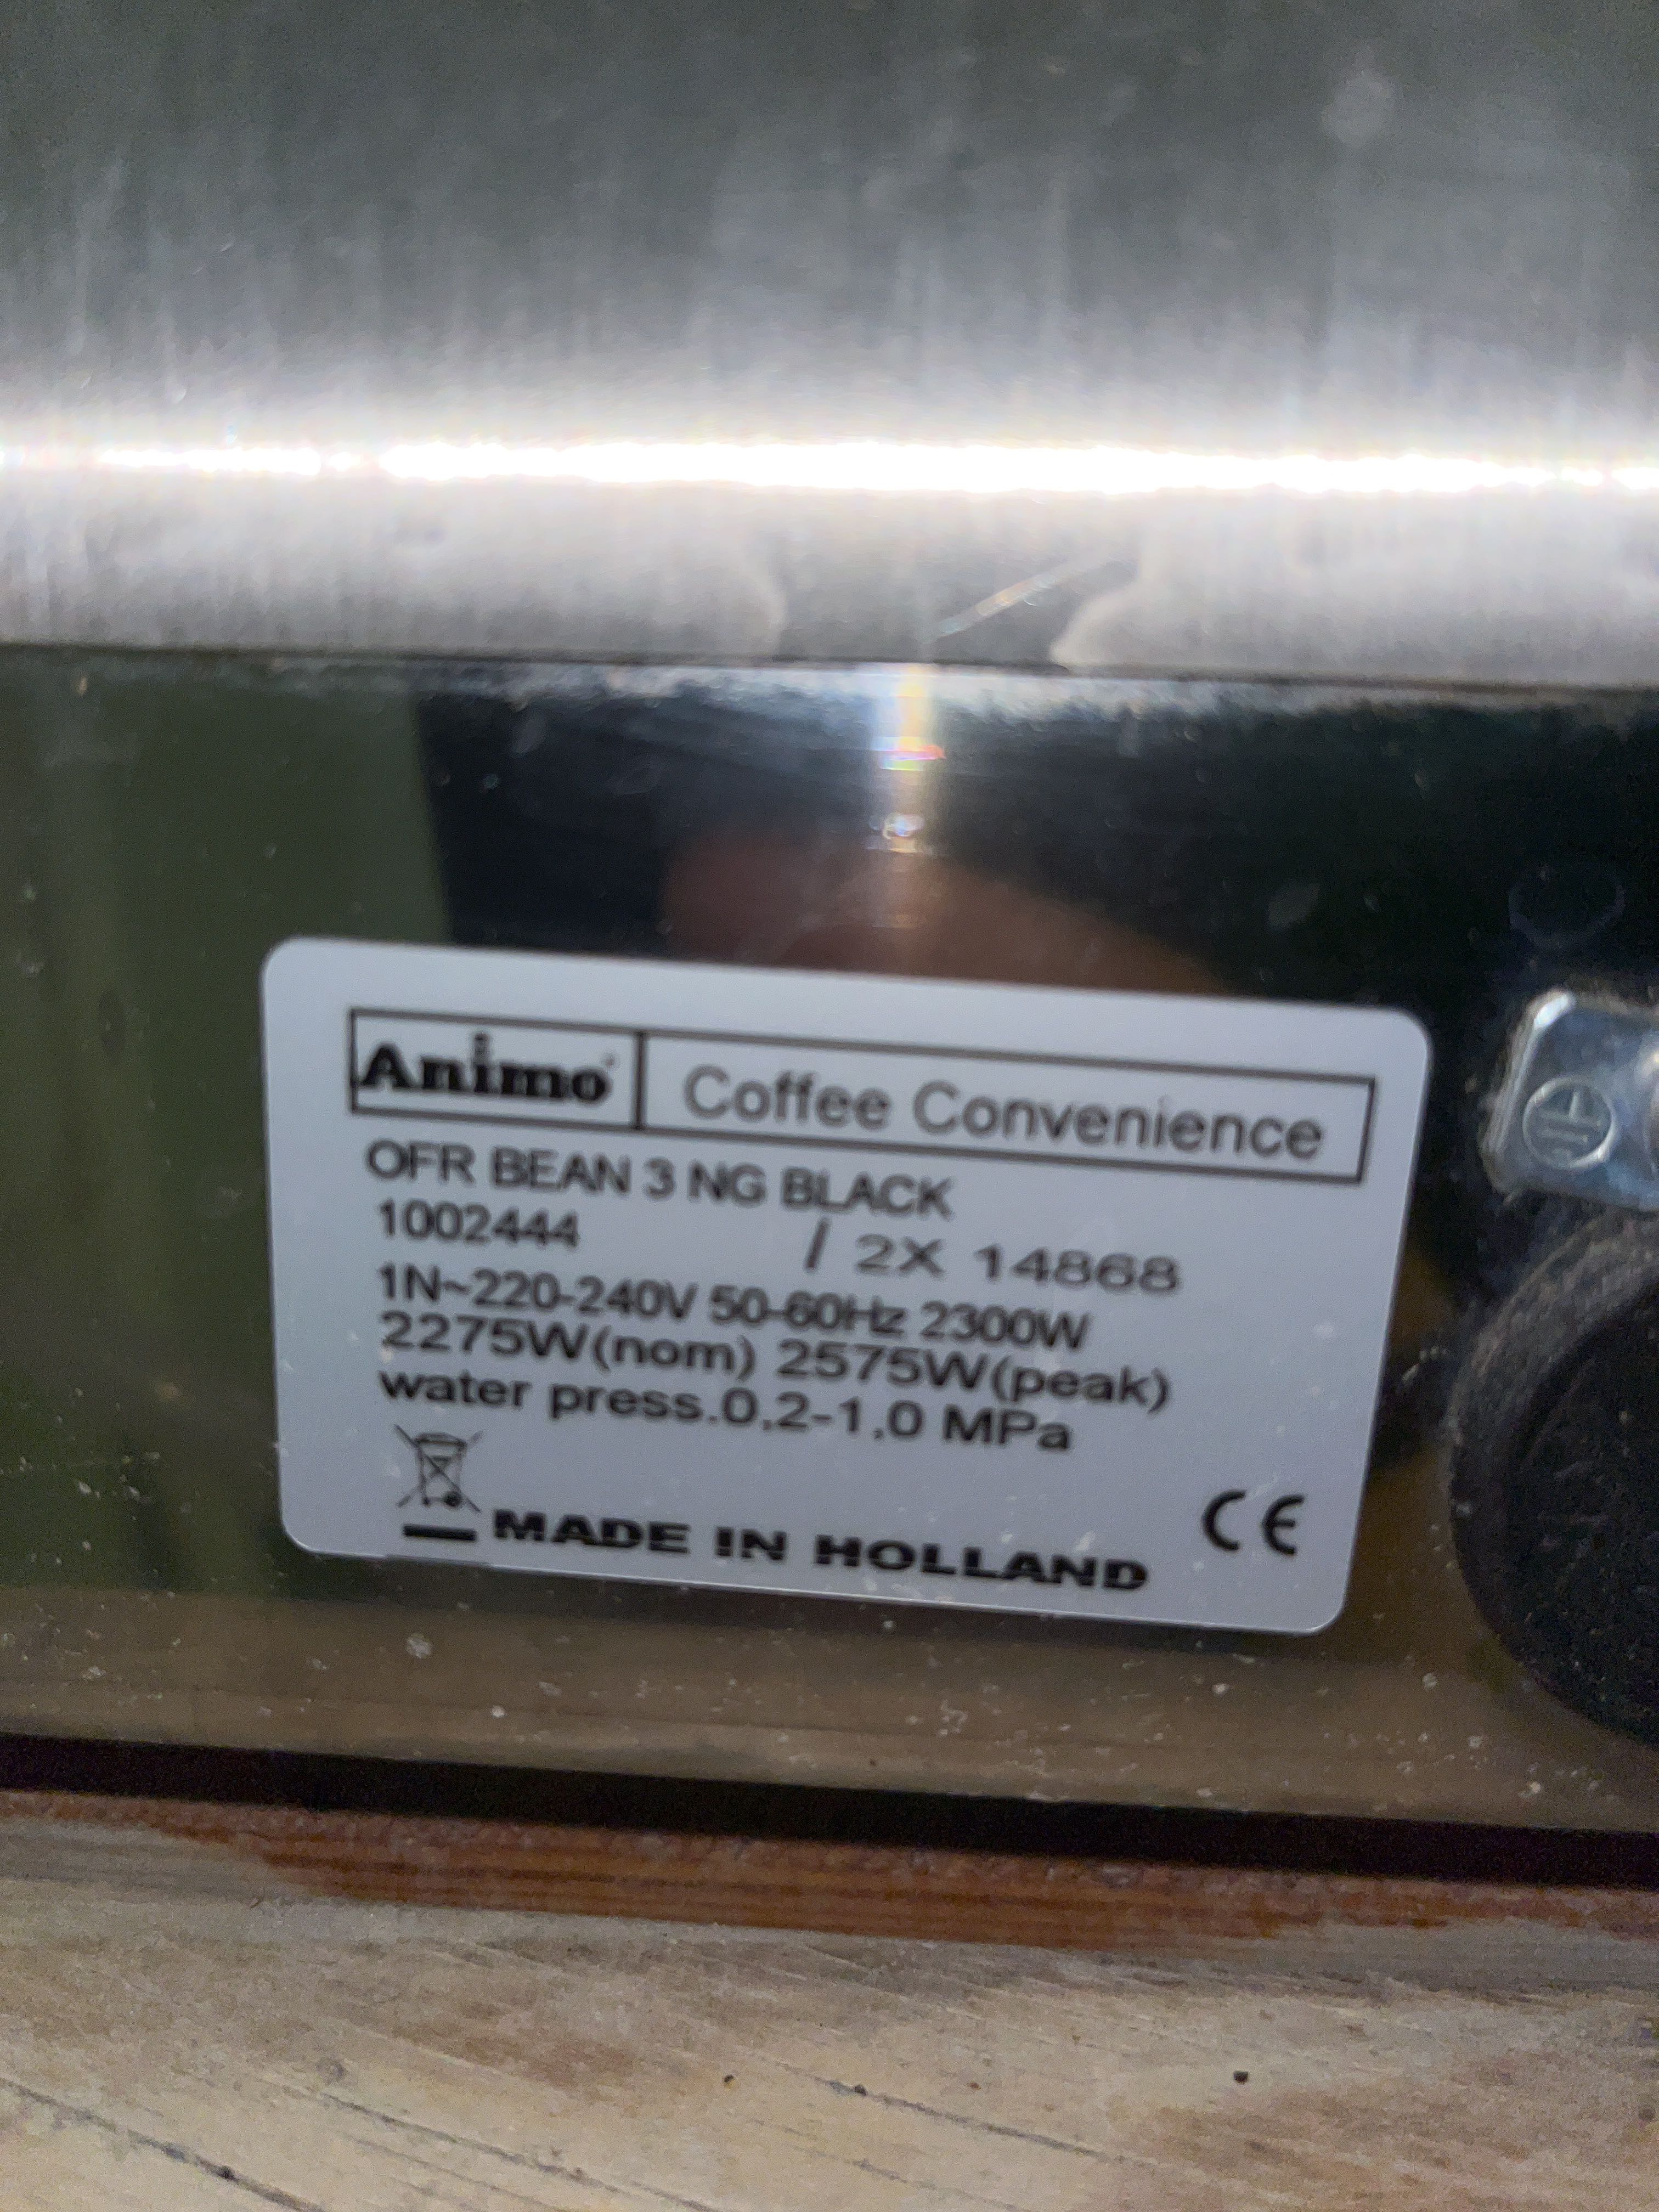 Animo® Coffee Convenience
OFR BEAN 3 NG BLACK
1002444 / 2X 14868
1N~220-240V 50-60Hz 2300W
2275W(nom) 2575W(peak)
water press.0,2-1,0 MPa
MADE IN HOLLAND CE